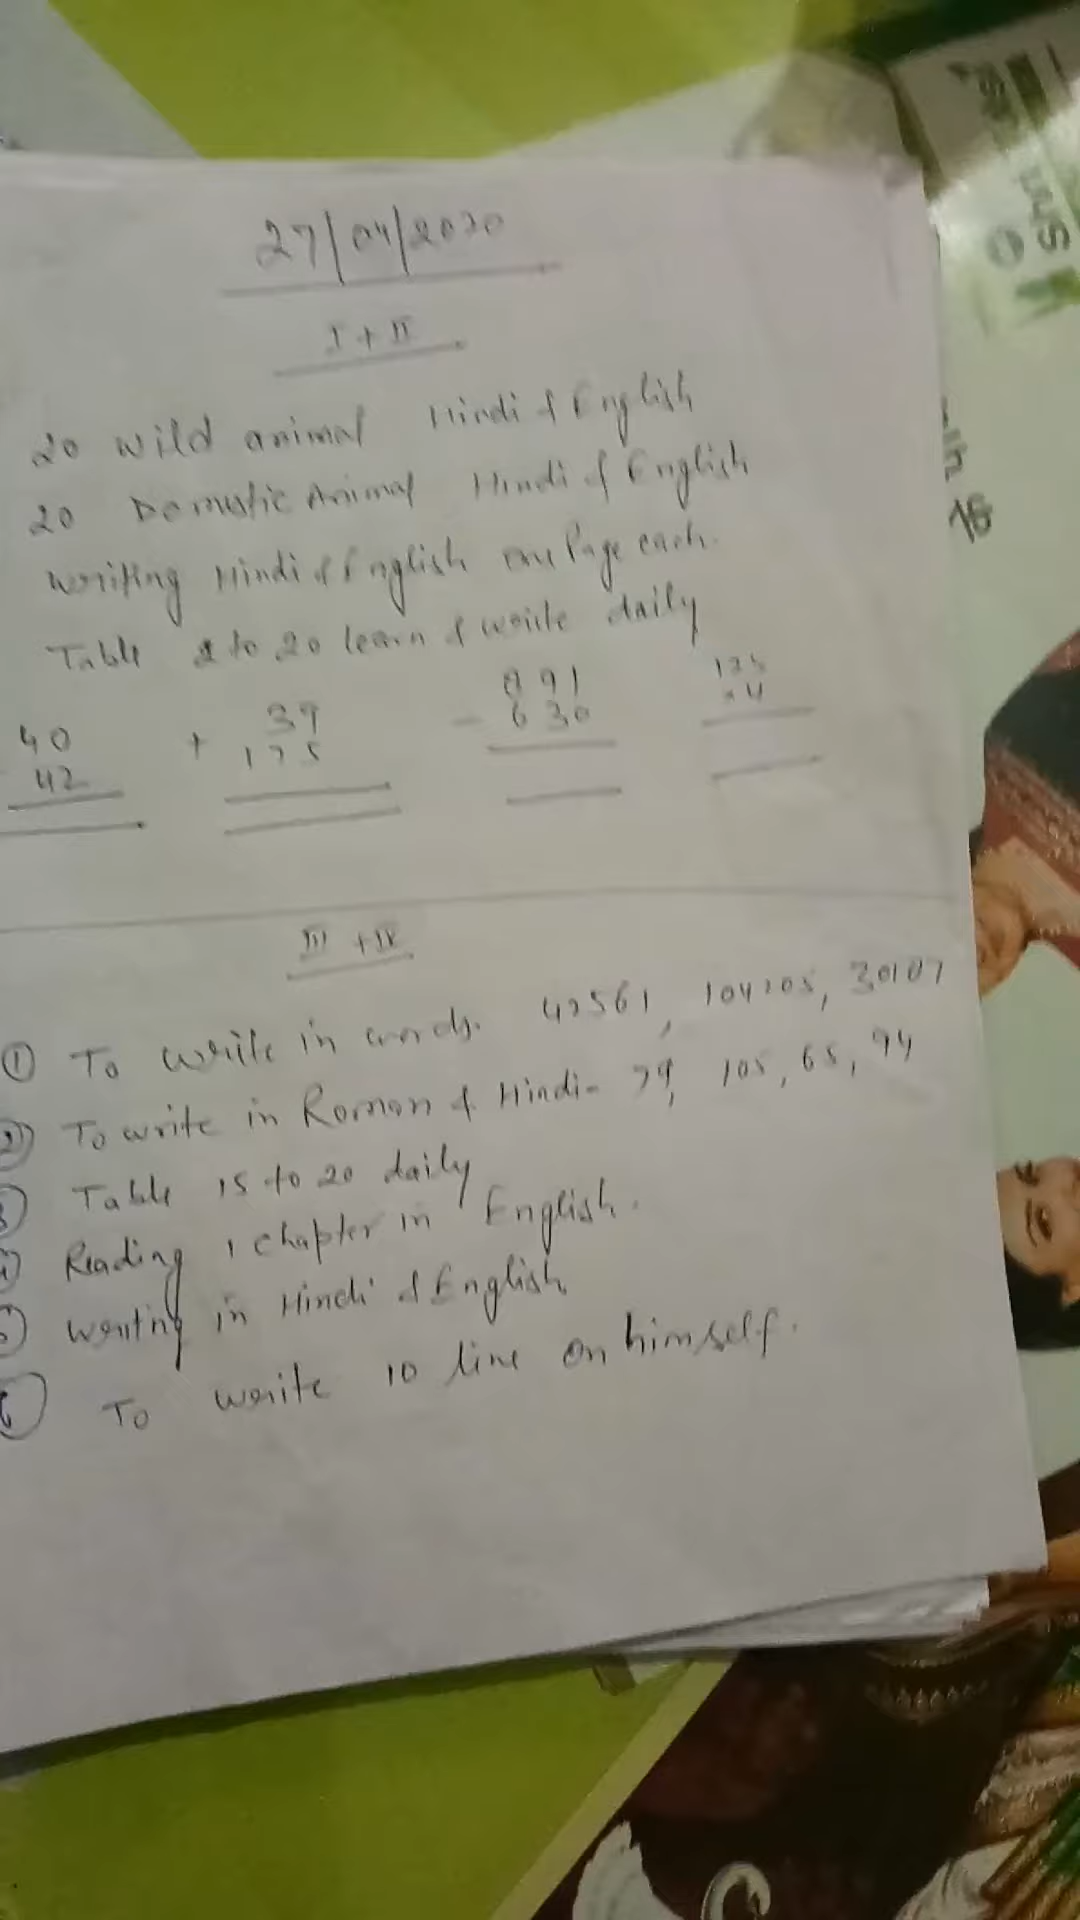 27/04/2020
I + II
20 wild animal Hindi & English
20 Domestic Animal Hindi & English
writing Hindi & English one Page each.
Table 2 to 20 learn & write daily
40 + 39 - 891 125
42 175 630 × 4
III + IV
① To write in words. 42561, 104205, 30107
② To write in Roman & Hindi - 79, 105, 65, 94
③ Table 15 to 20 daily
④ Reading 1 chapter in English.
⑤ writing in Hindi & English
⑥ To write 10 line on himself.